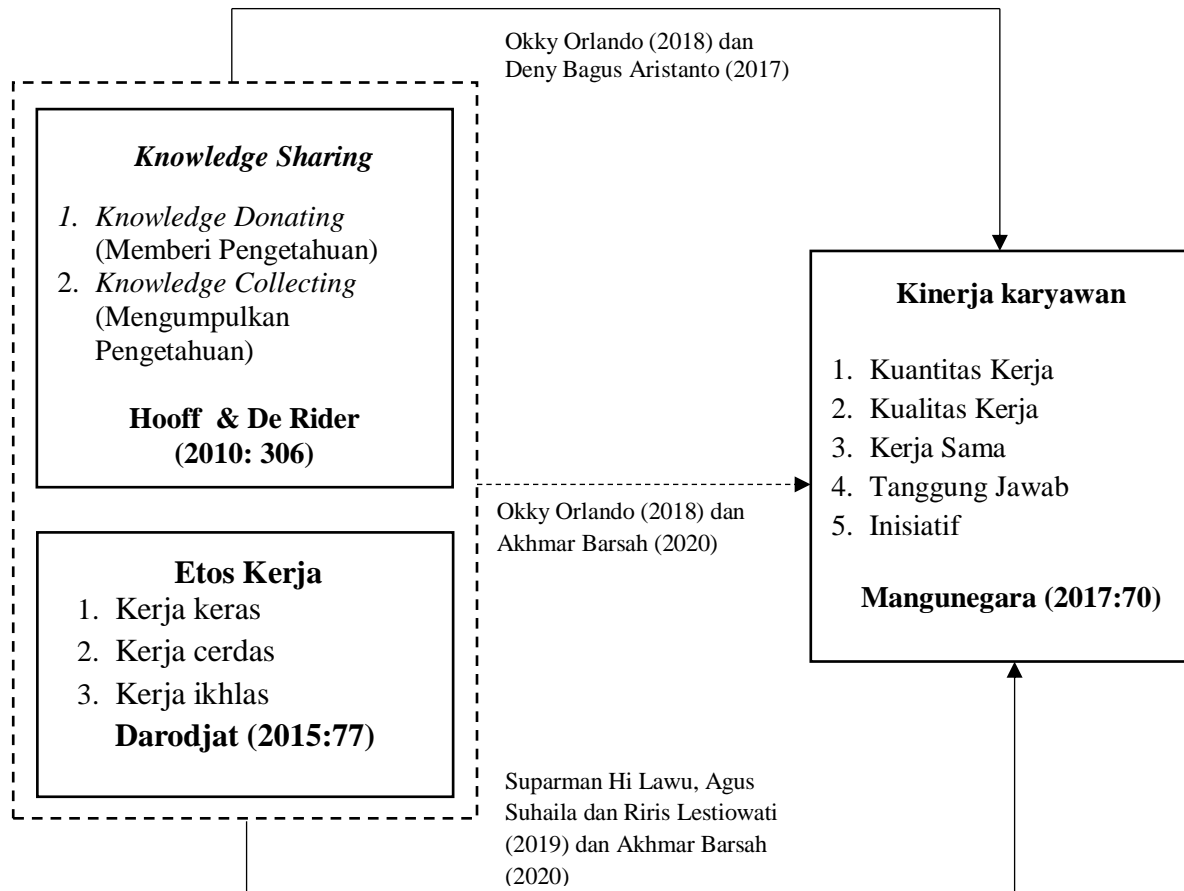 Okky Orlando (2018) dan
Deny Bagus Aristanto (2017)
Knowledge Sharing
1. Knowledge Donating
(Memberi Pengetahuan)
2. Knowledge Collecting
(Mengumpulkan
Pengetahuan)
Hooff & De Rider
(2010: 306)
Kinerja karyawan
1. Kuantitas Kerja
2. Kualitas Kerja
3. Kerja Sama
4. Tanggung Jawab
5. Inisiatif
Mangunegara (2017:70)
Okky Orlando (2018) dan
Akhmar Barsah (2020)
Etos Kerja
1. Kerja keras
2. Kerja cerdas
3. Kerja ikhlas
Darodjat (2015:77)
Suparman Hi Lawu, Agus
Suhaila dan Riris Lestiowati
(2019) dan Akhmar Barsah
(2020)